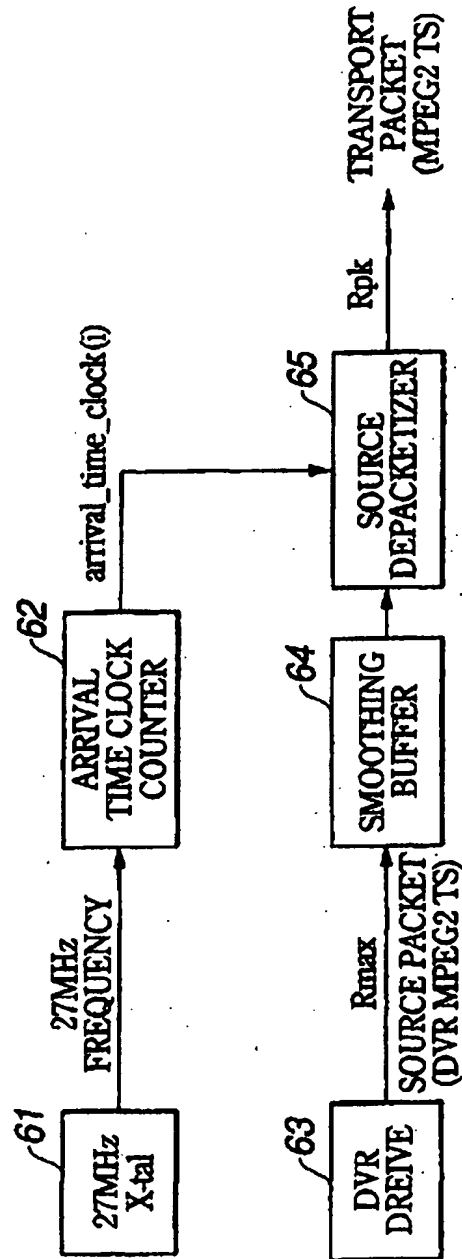 61
27MHz
X-tal
27MHz
FREQUENCY
62
ARRIVAL
TIME CLOCK
COUNTER
arrival_time_clock(i)
63
DVR
DREIVE
Rmax
SOURCE PACKET
(DVR MPEG2 TS)
64
SMOOTHING
BUFFER
65
SOURCE
DEPACKETIZER
Rpk
TRANSPORT
PACKET
(MPEG2 TS)